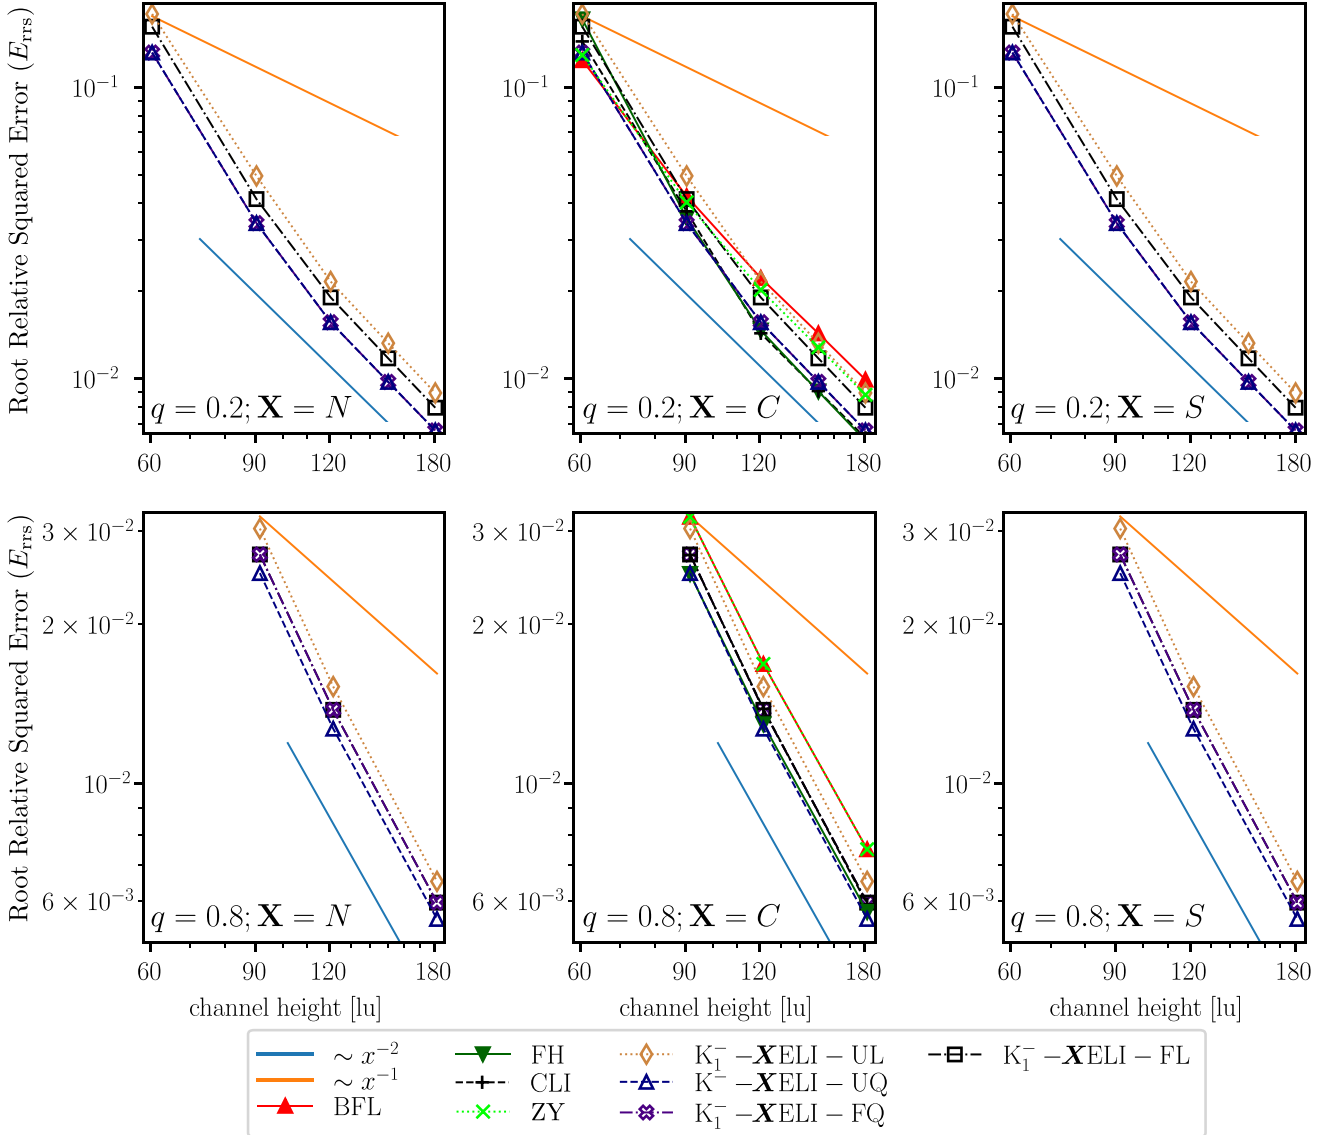 Root Relative Squared Error (E_rrs)
10^−1
10^−2
q = 0.2; X = N
60 90 120 180
10^−1
10^−2
q = 0.2; X = C
60 90 120 180
10^−1
10^−2
q = 0.2; X = S
60 90 120 180
Root Relative Squared Error (E_rrs)
3 × 10^−2
2 × 10^−2
10^−2
6 × 10^−3
q = 0.8; X = N
60 90 120 180
channel height [lu]
3 × 10^−2
2 × 10^−2
10^−2
6 × 10^−3
q = 0.8; X = C
60 90 120 180
channel height [lu]
3 × 10^−2
2 × 10^−2
10^−2
6 × 10^−3
q = 0.8; X = S
60 90 120 180
channel height [lu]
∼ x^−2
∼ x^−1
BFL
FH
CLI
ZY
K_1^− −XELI − UL
K^− −XELI − UQ
K_1^− −XELI − FQ
K_1^− −XELI − FL